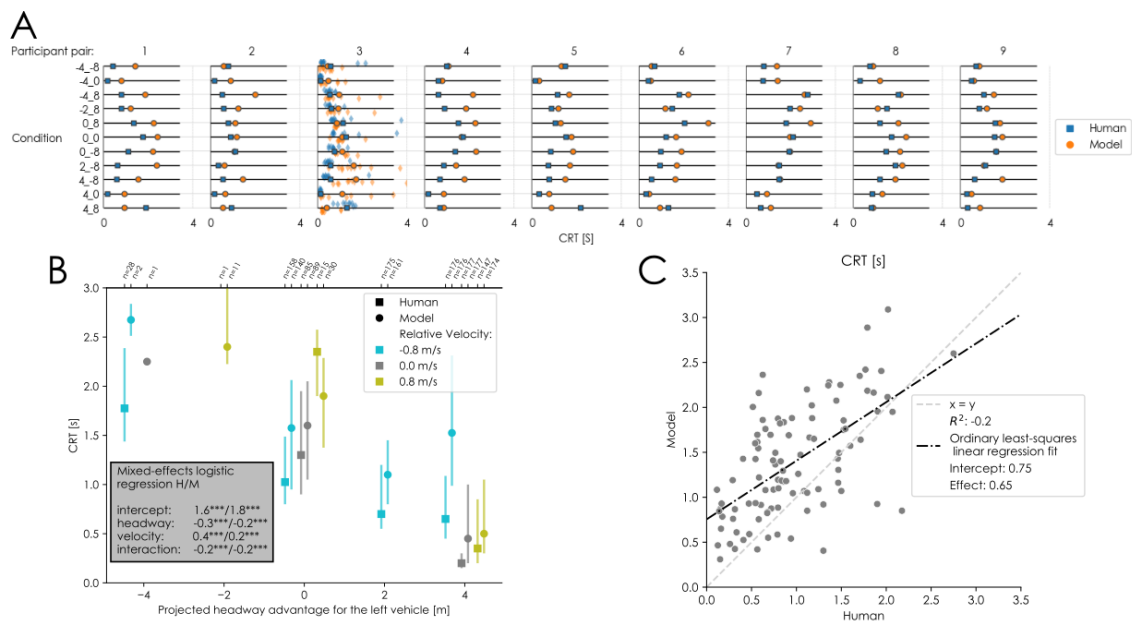 A
Participant pair: 1 2 3 4 5 6 7 8 9
-4_-8
-4_0
-4_8
-2_8
0_8
0_0
0_-8
2_-8
4_-8
4_0
4_8
Condition
Human
Model
0 4 0 4 0 4 0 4 0 4 0 4 0 4 0 4 0 4
CRT [S]
B
n=28 n=2 n=1 n=1 n=11 n=158 n=140 n=85 n=89 n=15 n=30 n=175 n=161 n=176 n=176 n=177 n=177 n=147 n=174
3.0
2.5
2.0
1.5
1.0
0.5
0.0
CRT [s]
Human
Model
Relative Velocity:
-0.8 m/s
0.0 m/s
0.8 m/s
Mixed-effects logistic
regression H/M
intercept: 1.6***/1.8***
headway: -0.3***/-0.2***
velocity: 0.4***/0.2***
interaction: -0.2***/-0.2***
−4 −2 0 2 4
Projected headway advantage for the left vehicle [m]
C
CRT [s]
3.5
3.0
2.5
2.0
1.5
1.0
0.5
0.0
Model
x = y
R²: -0.2
Ordinary least-squares
linear regression fit
Intercept: 0.75
Effect: 0.65
0.0 0.5 1.0 1.5 2.0 2.5 3.0 3.5
Human